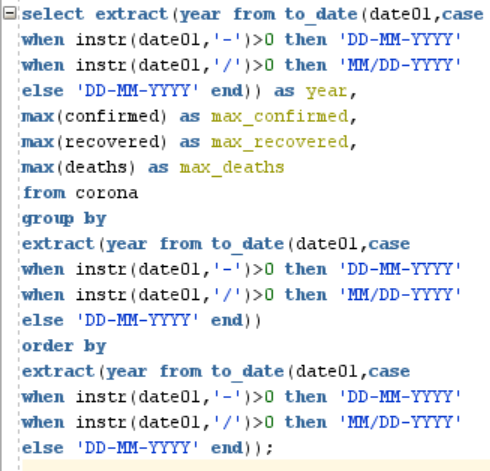 select extract(year from to_date(date01,case
when instr(date01,'-')>0 then 'DD-MM-YYYY'
when instr(date01,'/')>0 then 'MM/DD-YYYY'
else 'DD-MM-YYYY' end)) as year,
max(confirmed) as max_confirmed,
max(recovered) as max_recovered,
max(deaths) as max_deaths
from corona
group by
extract(year from to_date(date01,case
when instr(date01,'-')>0 then 'DD-MM-YYYY'
when instr(date01,'/')>0 then 'MM/DD-YYYY'
else 'DD-MM-YYYY' end))
order by
extract(year from to_date(date01,case
when instr(date01,'-')>0 then 'DD-MM-YYYY'
when instr(date01,'/')>0 then 'MM/DD-YYYY'
else 'DD-MM-YYYY' end));